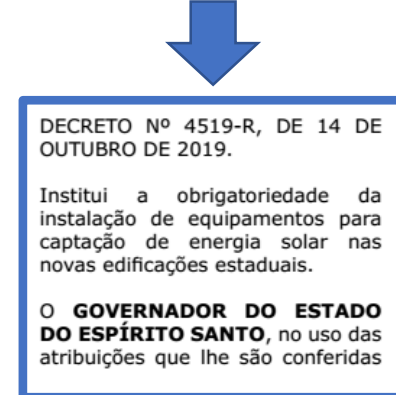 DECRETO Nº 4519-R, DE 14 DE
OUTUBRO DE 2019.
Institui a obrigatoriedade da
instalação de equipamentos para
captação de energia solar nas
novas edificações estaduais.
O GOVERNADOR DO ESTADO
DO ESPÍRITO SANTO, no uso das
atribuições que lhe são conferidas